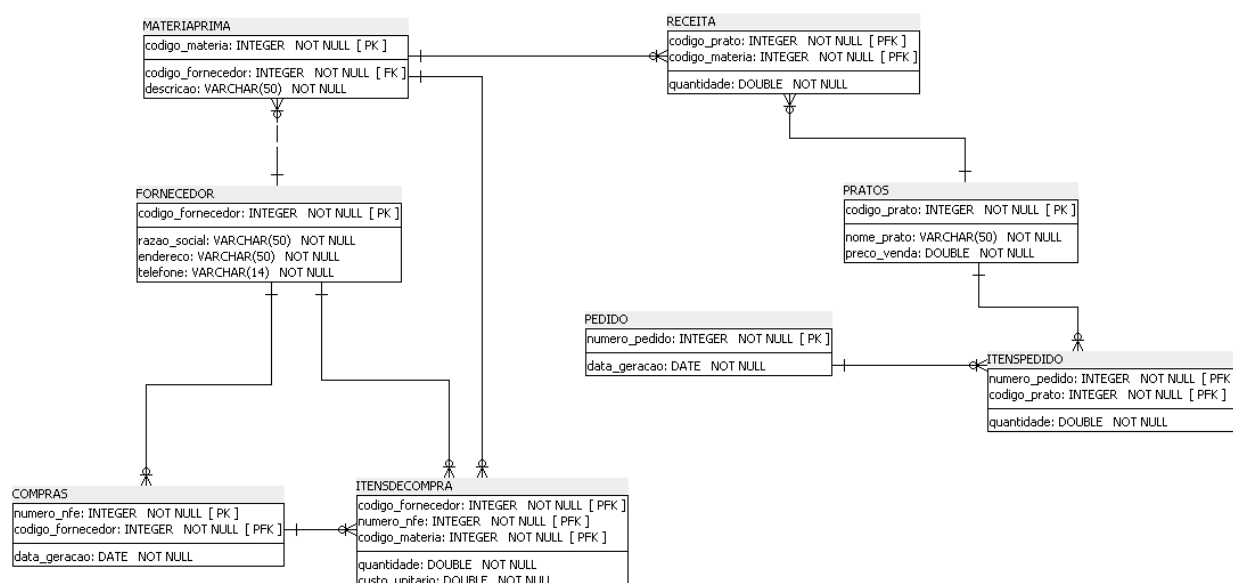 MATERIAPRIMA
codigo_materia: INTEGER NOT NULL [ PK ]
codigo_fornecedor: INTEGER NOT NULL [ FK ]
descricao: VARCHAR(50) NOT NULL
RECEITA
codigo_prato: INTEGER NOT NULL [ PFK ]
codigo_materia: INTEGER NOT NULL [ PFK ]
quantidade: DOUBLE NOT NULL
FORNECEDOR
codigo_fornecedor: INTEGER NOT NULL [ PK ]
razao_social: VARCHAR(50) NOT NULL
endereco: VARCHAR(50) NOT NULL
telefone: VARCHAR(14) NOT NULL
PRATOS
codigo_prato: INTEGER NOT NULL [ PK ]
nome_prato: VARCHAR(50) NOT NULL
preco_venda: DOUBLE NOT NULL
PEDIDO
numero_pedido: INTEGER NOT NULL [ PK ]
data_geracao: DATE NOT NULL
ITENSPEDIDO
numero_pedido: INTEGER NOT NULL [ PFK
codigo_prato: INTEGER NOT NULL [ PFK ]
quantidade: DOUBLE NOT NULL
COMPRAS
numero_nfe: INTEGER NOT NULL [ PK ]
codigo_fornecedor: INTEGER NOT NULL [ PFK ]
data_geracao: DATE NOT NULL
ITENSDECOMPRA
codigo_fornecedor: INTEGER NOT NULL [ PFK ]
numero_nfe: INTEGER NOT NULL [ PFK ]
codigo_materia: INTEGER NOT NULL [ PFK ]
quantidade: DOUBLE NOT NULL
custo_unitario: DOUBLE NOT NULL